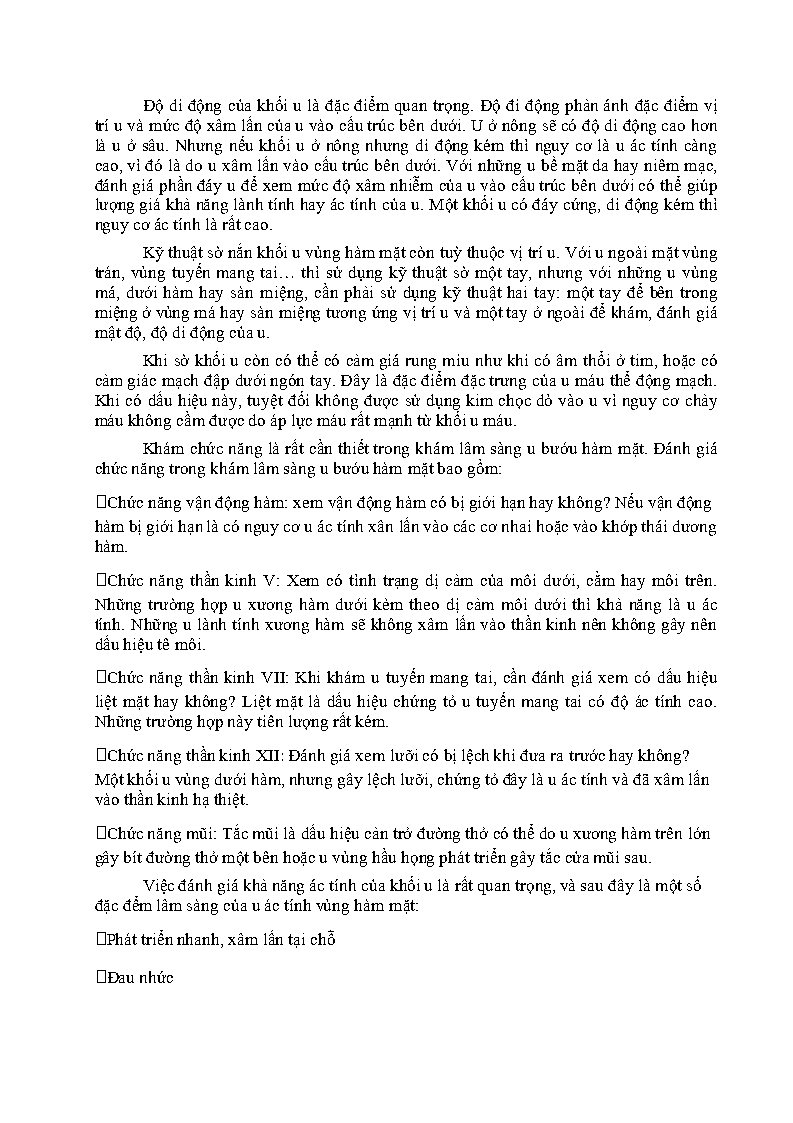 Độ di động của khối u là đặc điểm quan trọng. Độ đi động phản ánh đặc điểm vị
trí u và mức độ xâm lấn của u vào cấu trúc bên dưới. U ở nông sẽ có độ di động cao hơn
là u ở sâu. Nhưng nếu khối u ở nông nhưng di động kém thì nguy cơ là u ác tính càng
cao, vì đó là do u xâm lấn vào cấu trúc bên dưới. Với những u bề mặt da hay niêm mạc,
đánh giá phần đáy u để xem mức độ xâm nhiễm của u vào cấu trúc bên dưới có thể giúp
lượng giá khả năng lành tính hay ác tính của u. Một khối u có đáy cứng, di động kém thì
nguy cơ ác tính là rất cao.
Kỹ thuật sờ nắn khối u vùng hàm mặt còn tuỳ thuộc vị trí u. Với u ngoài mặt vùng
trán, vùng tuyến mang tai… thì sử dụng kỹ thuật sờ một tay, nhưng với những u vùng
má, dưới hàm hay sàn miệng, cần phải sử dụng kỹ thuật hai tay: một tay để bên trong
miệng ở vùng má hay sàn miệng tương ứng vị trí u và một tay ở ngoài để khám, đánh giá
mật độ, độ di động của u.
Khi sờ khối u còn có thể có cảm giá rung miu như khi có âm thổi ở tim, hoặc có
cảm giác mạch đập dưới ngón tay. Đây là đặc điểm đặc trưng của u máu thể động mạch.
Khi có dấu hiệu này, tuyệt đối không được sử dụng kim chọc dò vào u vì nguy cơ chảy
máu không cầm được do áp lực máu rất mạnh từ khối u máu.
Khám chức năng là rất cần thiết trong khám lâm sàng u bướu hàm mặt. Đánh giá
chức năng trong khám lâm sàng u bướu hàm mặt bao gồm:
Chức năng vận động hàm: xem vận động hàm có bị giới hạn hay không? Nếu vận động
hàm bị giới hạn là có nguy cơ u ác tính xân lấn vào các cơ nhai hoặc vào khớp thái dương
hàm.
Chức năng thần kinh V: Xem có tình trạng dị cảm của môi dưới, cằm hay môi trên.
Những trường hợp u xương hàm dưới kèm theo dị cảm môi dưới thì khả năng là u ác
tính. Những u lành tính xương hàm sẽ không xâm lấn vào thần kinh nên không gây nên
dấu hiệu tê môi.
Chức năng thần kinh VII: Khi khám u tuyến mang tai, cần đánh giá xem có dấu hiệu
liệt mặt hay không? Liệt mặt là dấu hiệu chứng tỏ u tuyến mang tai có độ ác tính cao.
Những trường hợp này tiên lượng rất kém.
Chức năng thần kinh XII: Đánh giá xem lưỡi có bị lệch khi đưa ra trước hay không?
Một khối u vùng dưới hàm, nhưng gây lệch lưỡi, chứng tỏ đây là u ác tính và đã xâm lấn
vào thần kinh hạ thiệt.
Chức năng mũi: Tắc mũi là dấu hiệu cản trở đường thở có thể do u xương hàm trên lớn
gây bít đường thở một bên hoặc u vùng hầu họng phát triển gây tắc cửa mũi sau.
Việc đánh giá khả năng ác tính của khối u là rất quan trọng, và sau đây là một số
đặc đểm lâm sàng của u ác tính vùng hàm mặt:
Phát triển nhanh, xâm lấn tại chỗ
Đau nhức